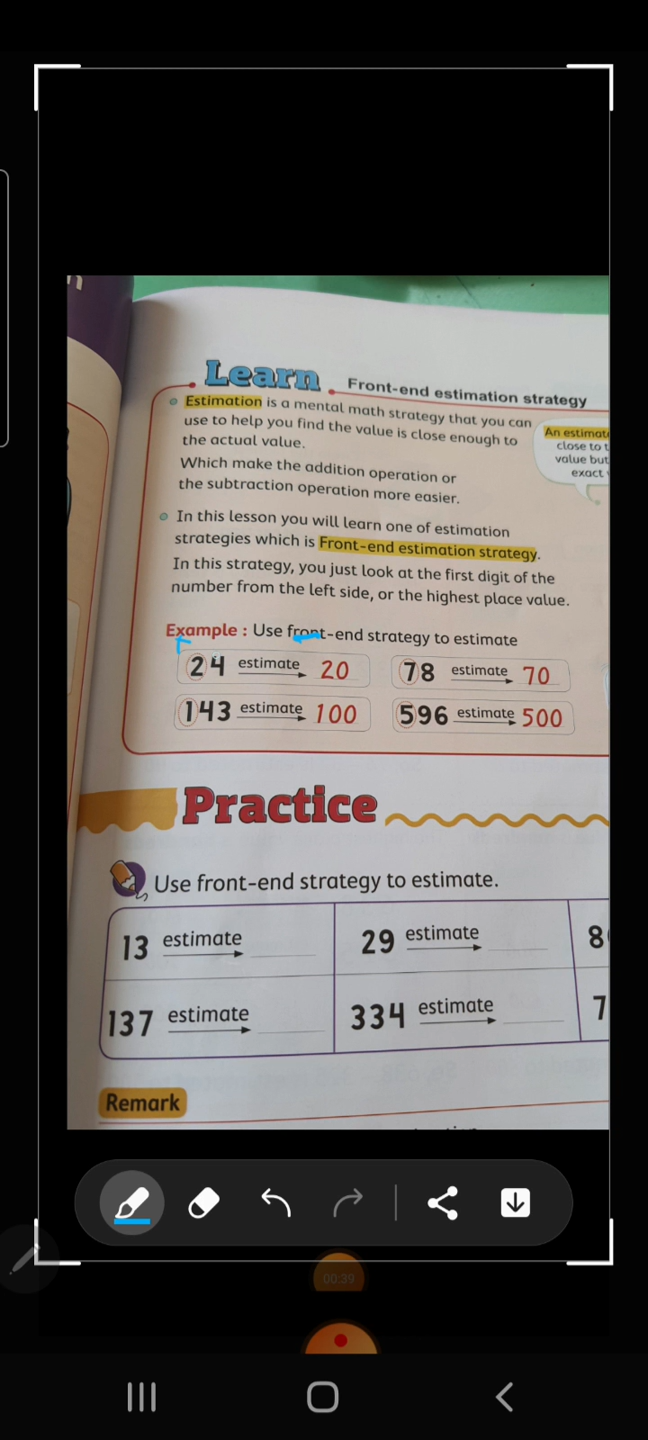 Learn
Front-end estimation strategy
Estimation is a mental math strategy that you can
use to help you find the value is close enough to
the actual value.
Which make the addition operation or
the subtraction operation more easier.
An
close to
value but
exact
In this lesson you will learn one of estimation
strategies which is Front-end estimation strategy.
In this strategy, you just look at the first digit of the
number from the left side, or the highest place value.
Example : Use front-end strategy to estimate
24 estimate 20 78 estimate 70
143 estimate 100 596 estimate 500
Practice
Use front-end strategy to estimate.
13 estimate 29 estimate 8
137 estimate 334 estimate 7
Remark
00:39